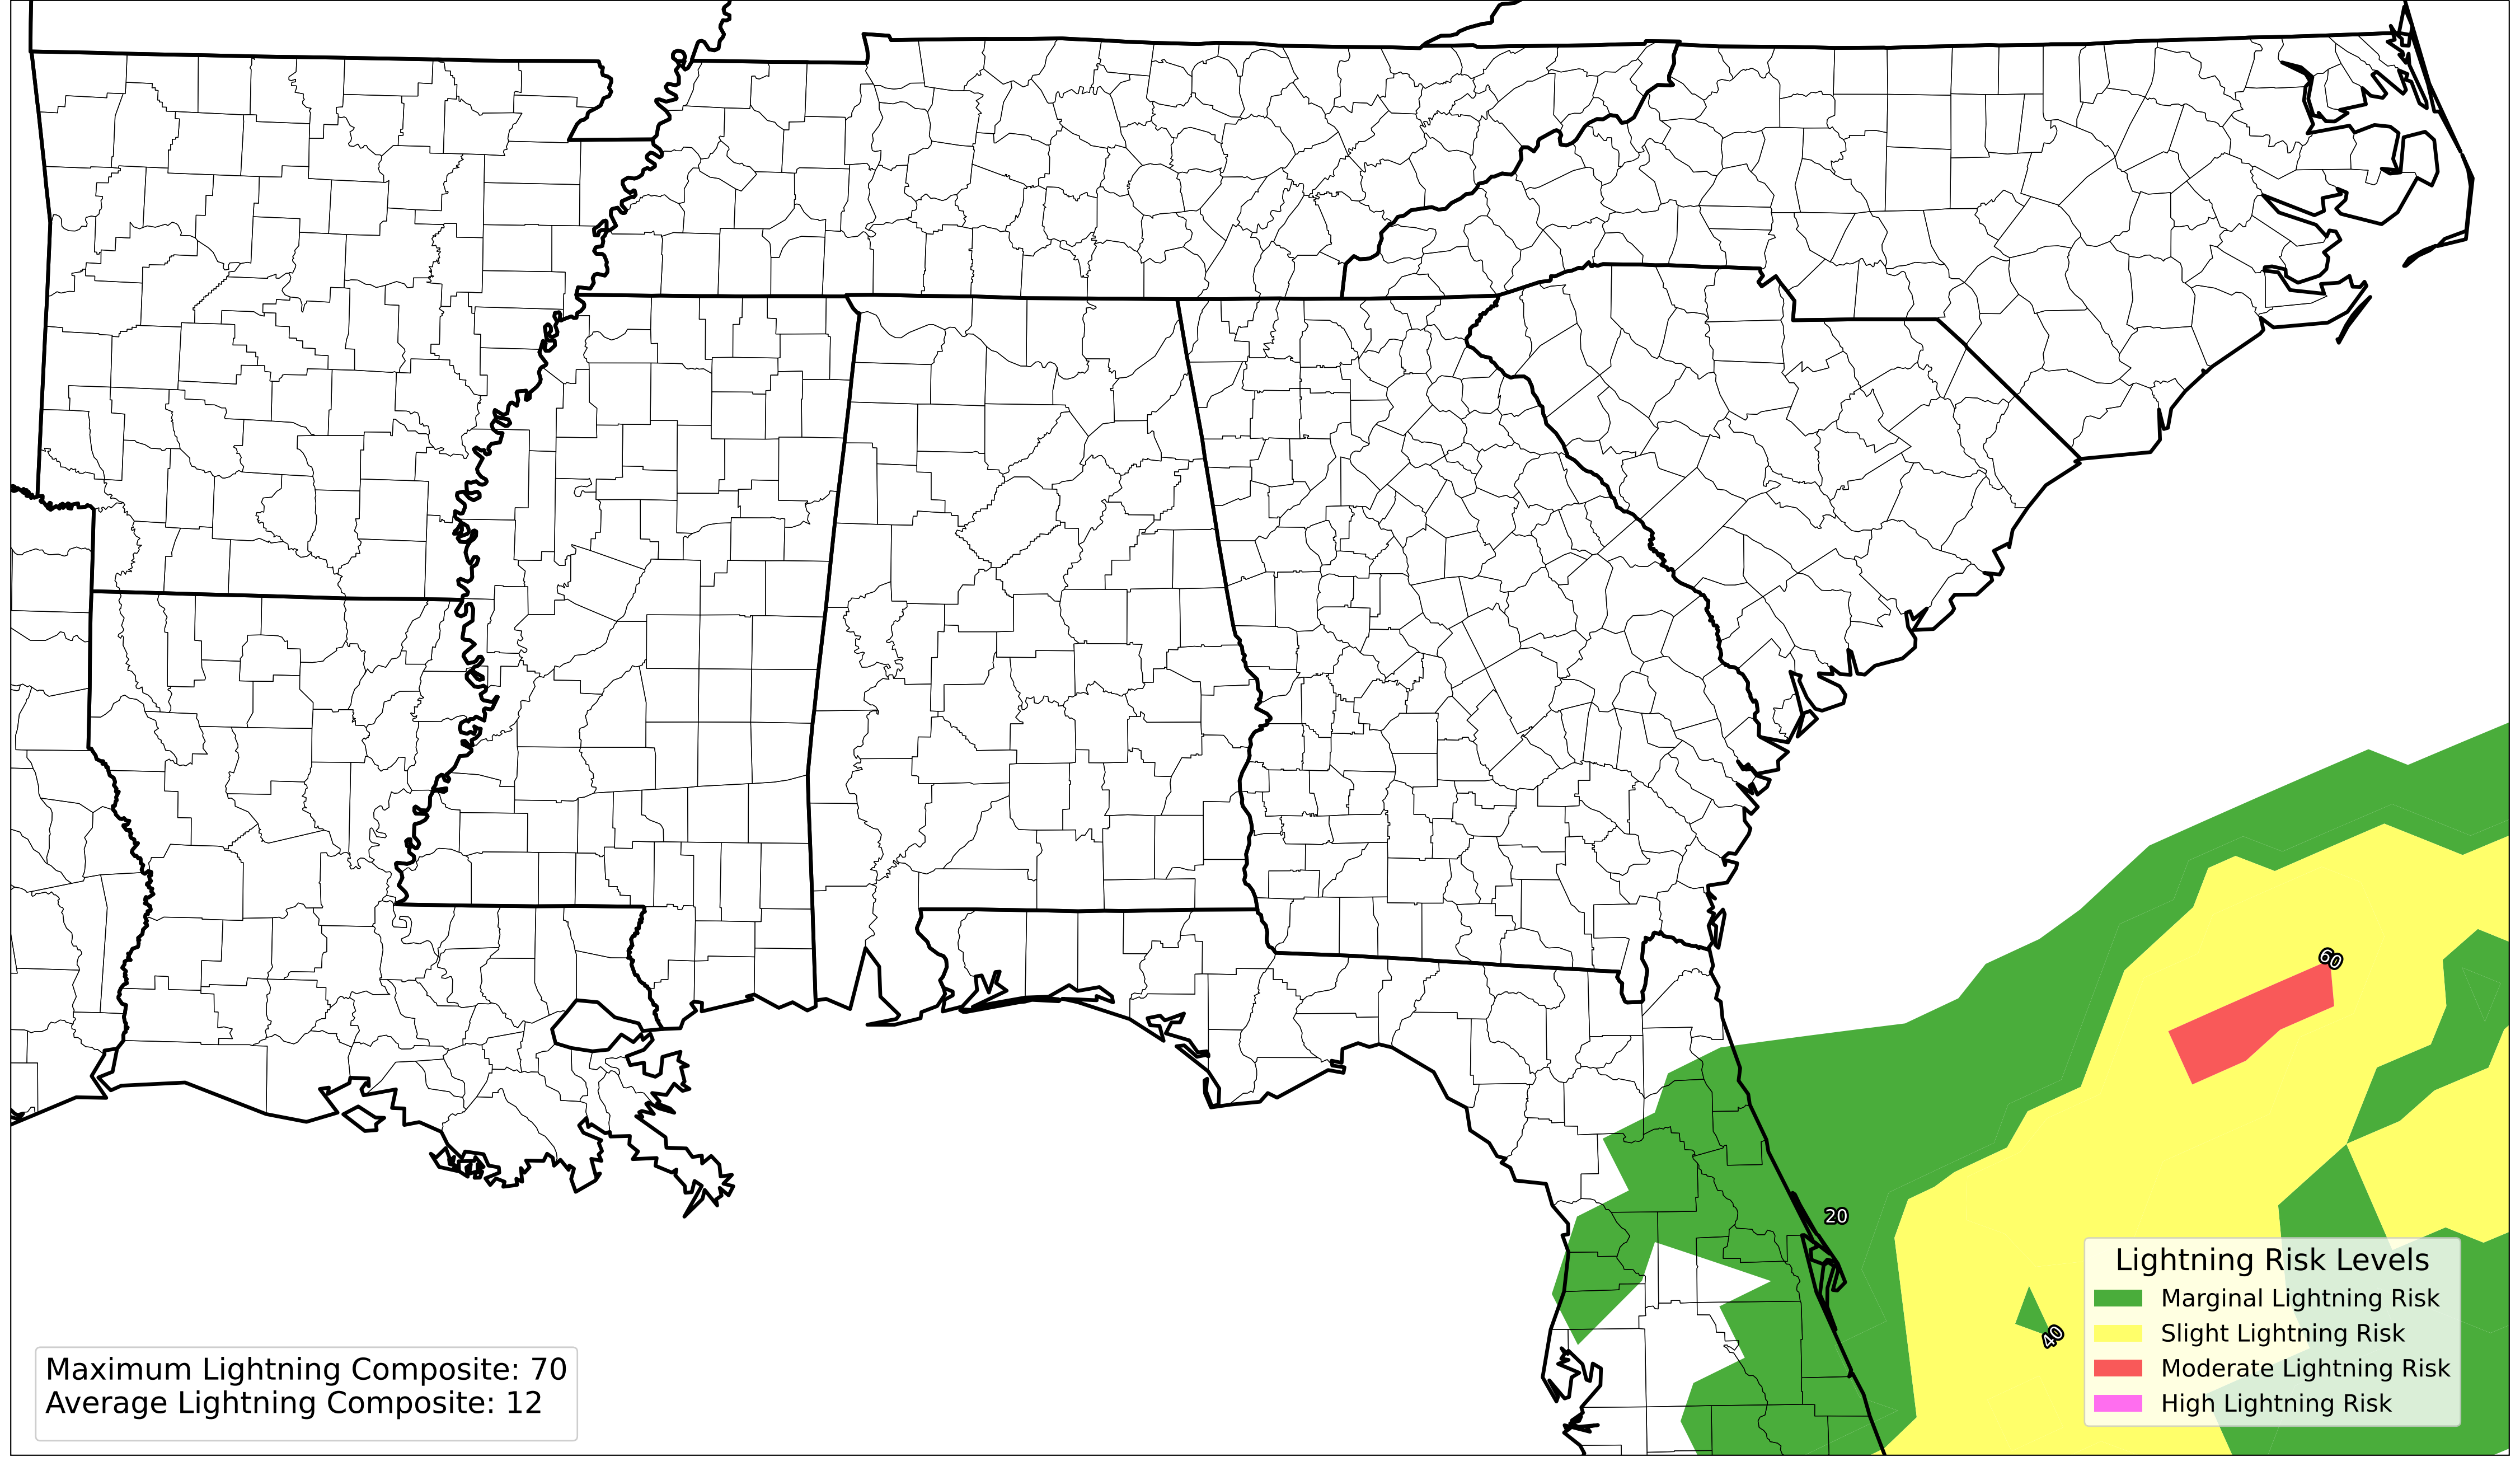 60
20
40
Lightning Risk Levels
Marginal Lightning Risk
Slight Lightning Risk
Moderate Lightning Risk
High Lightning Risk
Maximum Lightning Composite: 70
Average Lightning Composite: 12